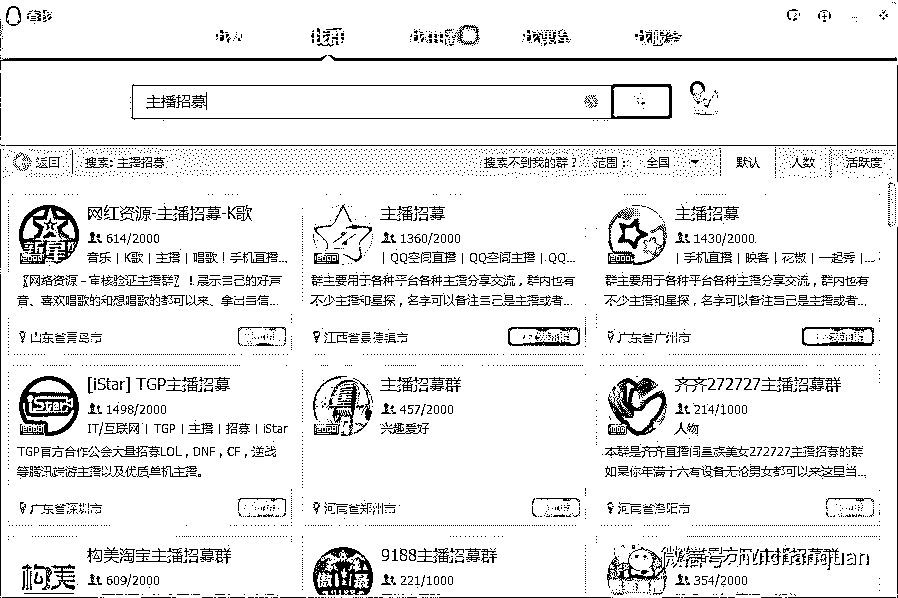 查找
找人
找群
找课程
找服务
主播招募
返回
搜索: 主播招募
搜索不到我的群？
范围：
全国
默认
人数
活跃度
网红资源-主播招募-K歌
614/2000
音乐 | K歌 | 主播 | 唱歌 | 手机直播...
〖网络资源－审核验证主播群〗！展示自己的好声
音、喜欢唱歌的和想唱歌的都可以来、拿出自信...
山东省青岛市
主播招募
1360/2000
| QQ空间直播 | QQ空间主播 | QQ...
群主要用于各种平台各种主播分享交流，群内也有
不少主播和星探，名字可以备注自己是主播或者...
江西省景德镇市
主播招募
1430/2000
| 手机直播 | 映客 | 花椒 | 一起秀 |...
群主要用于各种平台各种主播分享交流，群内也有
不少主播和星探，名字可以备注自己是主播或者...
广东省广州市
[iStar] TGP主播招募
1498/2000
IT/互联网 | TGP | 主播 | 招募 | iStar
TGP官方合作公会大量招募LOL，DNF，CF，逆战
等腾讯端游主播以及优质单机主播。
广东省深圳市
主播招募群
457/2000
兴趣爱好
河南省郑州市
齐齐272727主播招募群
214/1000
人物
本群是齐齐直播间皇族美女272727主播招募的群
如果你年满十六有设备无论男女都可以来这里当...
河南省洛阳市
构美淘宝主播招募群
609/2000
构美
9188主播招募群
221/1000
354/2000